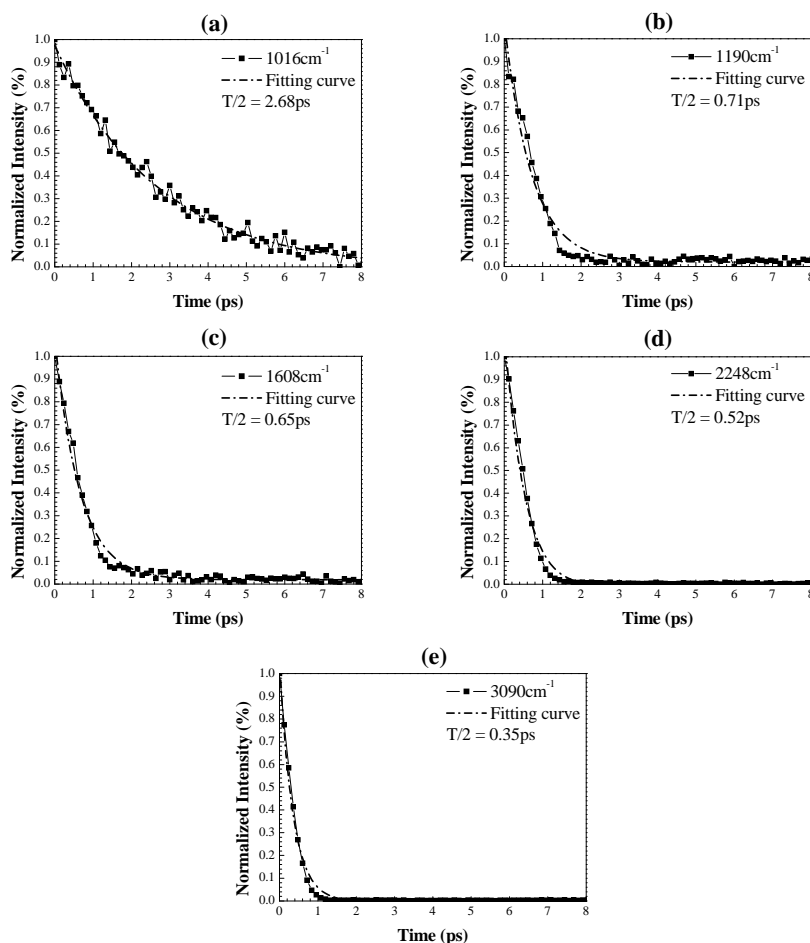 (a)
1016cm⁻¹
Fitting curve
T/2 = 2.68ps
Normalized Intensity (%)
1.0
0.9
0.8
0.7
0.6
0.5
0.4
0.3
0.2
0.1
0.0
0 1 2 3 4 5 6 7 8
Time (ps)
(b)
1190cm⁻¹
Fitting curve
T/2 = 0.71ps
Normalized Intensity (%)
1.0
0.9
0.8
0.7
0.6
0.5
0.4
0.3
0.2
0.1
0.0
0 1 2 3 4 5 6 7 8
Time (ps)
(c)
1608cm⁻¹
Fitting curve
T/2 = 0.65ps
Normalized Intensity (%)
1.0
0.9
0.8
0.7
0.6
0.5
0.4
0.3
0.2
0.1
0.0
0 1 2 3 4 5 6 7 8
Time (ps)
(d)
2248cm⁻¹
Fitting curve
T/2 = 0.52ps
Normalized Intensity (%)
1.0
0.9
0.8
0.7
0.6
0.5
0.4
0.3
0.2
0.1
0.0
0 1 2 3 4 5 6 7 8
Time (ps)
(e)
3090cm⁻¹
Fitting curve
T/2 = 0.35ps
Normalized Intensity (%)
1.0
0.9
0.8
0.7
0.6
0.5
0.4
0.3
0.2
0.1
0.0
0 1 2 3 4 5 6 7 8
Time (ps)